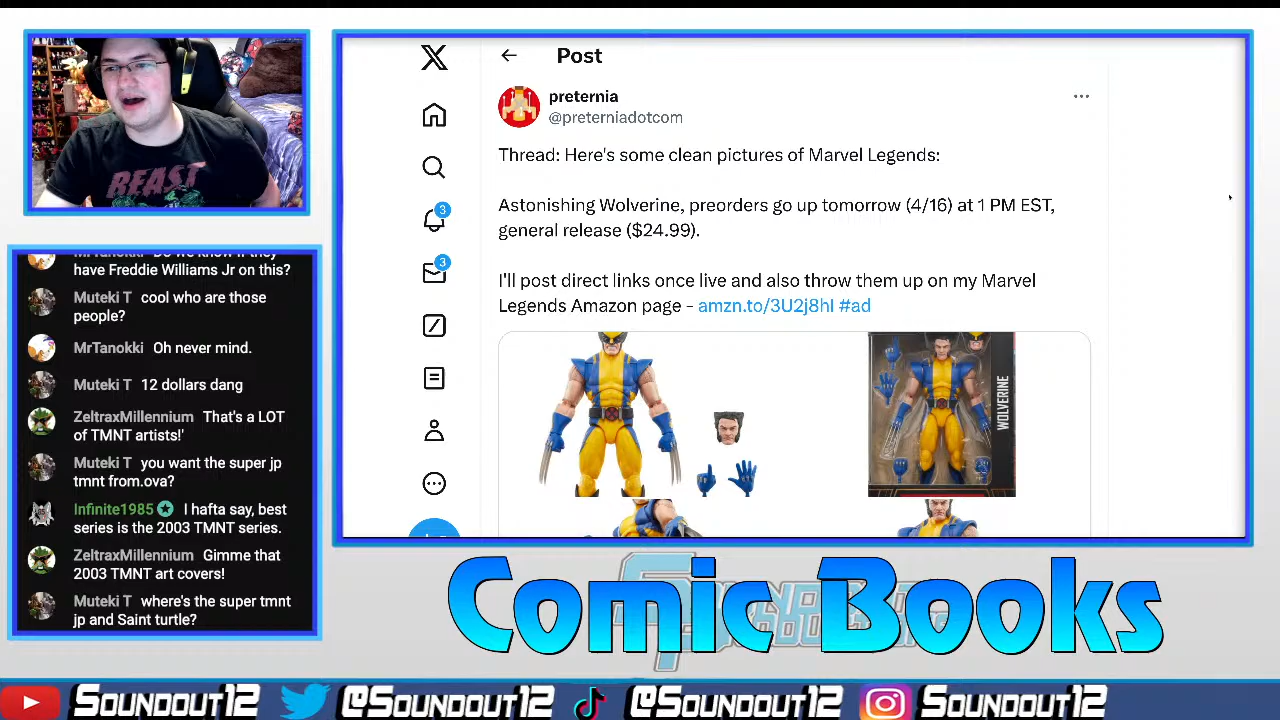 BEAST
MrTanokki Do we know if they
have Freddie Williams Jr on this?
Muteki T cool who are those
people?
MrTanokki Oh never mind.
Muteki T 12 dollars dang
ZeltraxMillennium That's a LOT
of TMNT artists!'
Muteki T you want the super jp
tmnt from.ova?
Infinite1985 I hafta say, best
series is the 2003 TMNT series.
ZeltraxMillennium Gimme that
2003 TMNT art covers!
Muteki T where's the super tmnt
jp and Saint turtle?
Post
preternia
@preterniadotcom
Thread: Here's some clean pictures of Marvel Legends:
Astonishing Wolverine, preorders go up tomorrow (4/16) at 1 PM EST,
general release ($24.99).
I'll post direct links once live and also throw them up on my Marvel
Legends Amazon page - amzn.to/3U2j8hI #ad
3
3
WOLVERINE
Comic Books
Soundout12
@Soundout12
@Soundout12
Soundout12